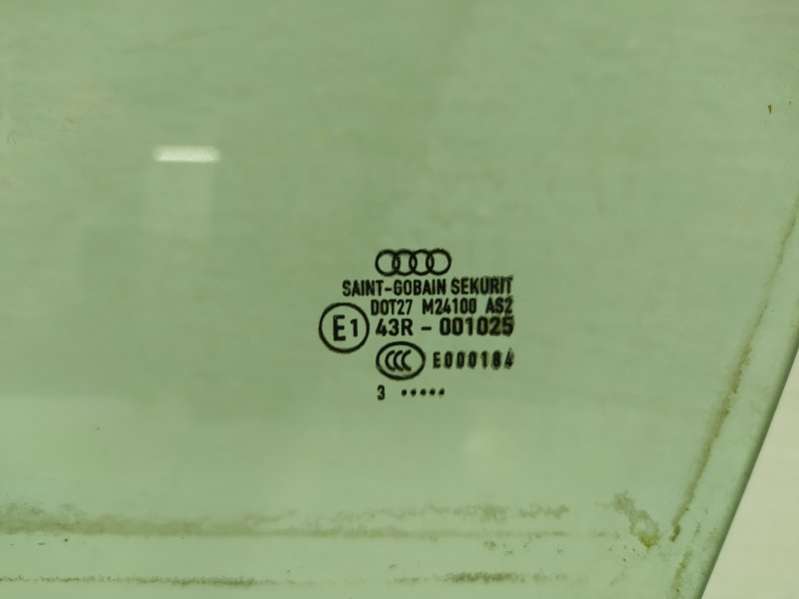 SAINT-GOBAIN SEKURIT
DOT27 M24100 AS2
E1 43R - 001025
CCC E000184
3 •••••